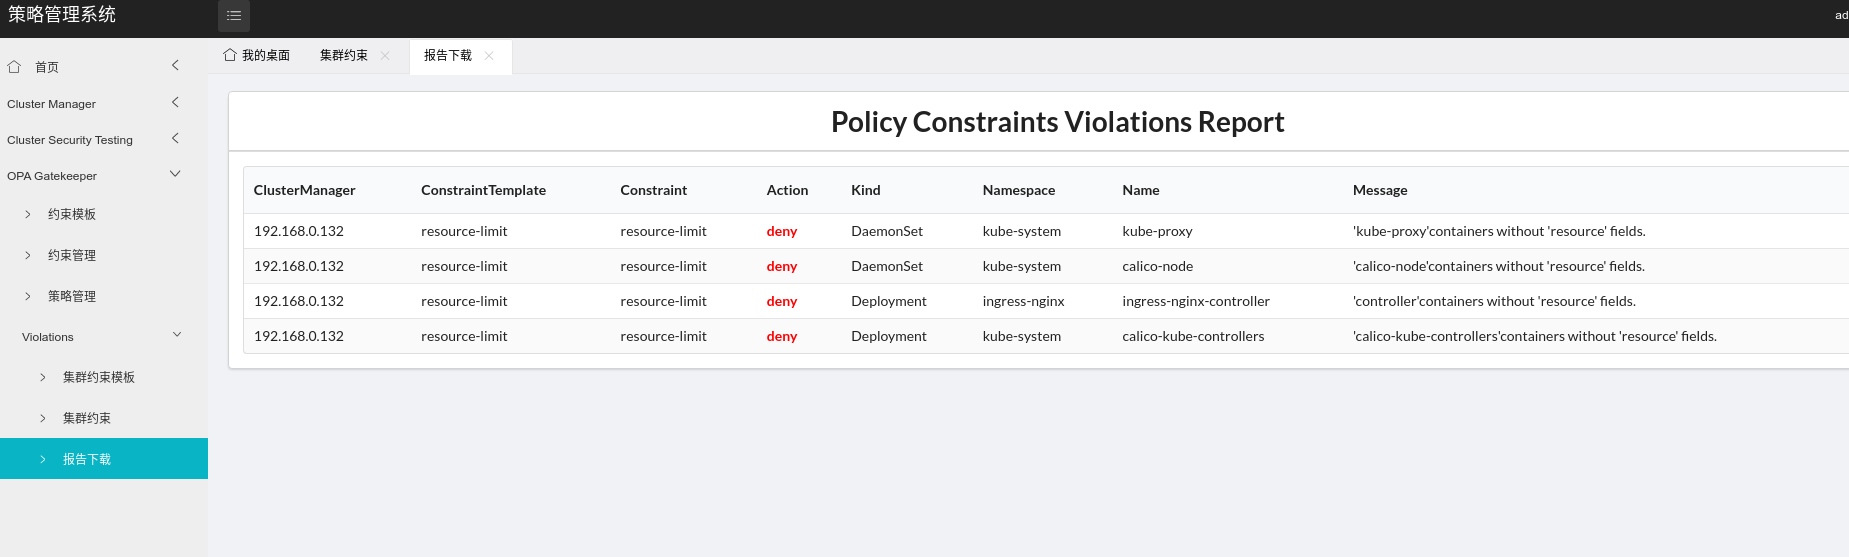 策略管理系统
ad
首页
Cluster Manager
Cluster Security Testing
OPA Gatekeeper
约束模板
约束管理
策略管理
Violations
集群约束模板
集群约束
报告下载
我的桌面 集群约束 报告下载
Policy Constraints Violations Report
ClusterManager ConstraintTemplate Constraint Action Kind Namespace Name Message
192.168.0.132 resource-limit resource-limit deny DaemonSet kube-system kube-proxy 'kube-proxy'containers without 'resource' fields.
192.168.0.132 resource-limit resource-limit deny DaemonSet kube-system calico-node 'calico-node'containers without 'resource' fields.
192.168.0.132 resource-limit resource-limit deny Deployment ingress-nginx ingress-nginx-controller 'controller'containers without 'resource' fields.
192.168.0.132 resource-limit resource-limit deny Deployment kube-system calico-kube-controllers 'calico-kube-controllers'containers without 'resource' fields.